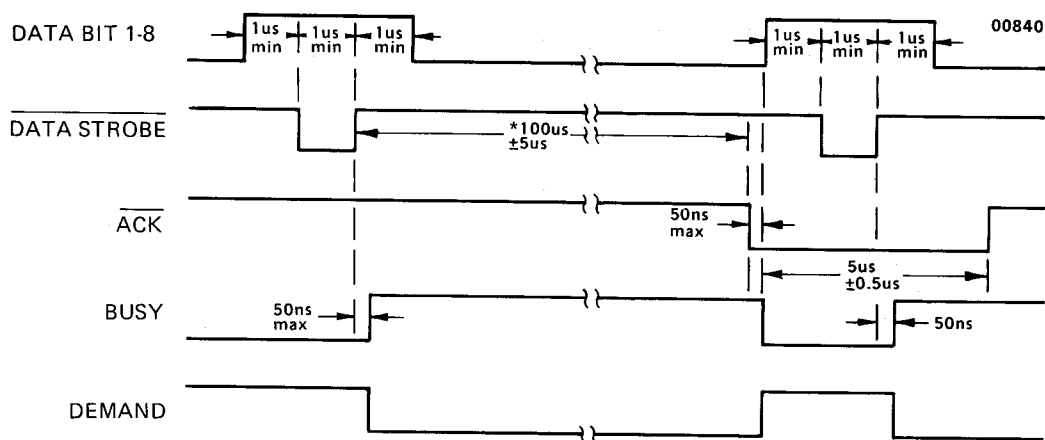 DATA BIT 1-8
1us
min
1us
min
1us
min
1us
min
1us
min
1us
min
00840
DATA STROBE
*100us
±5us
ACK
50ns
max
5us
±0.5us
BUSY
50ns
max
50ns
DEMAND